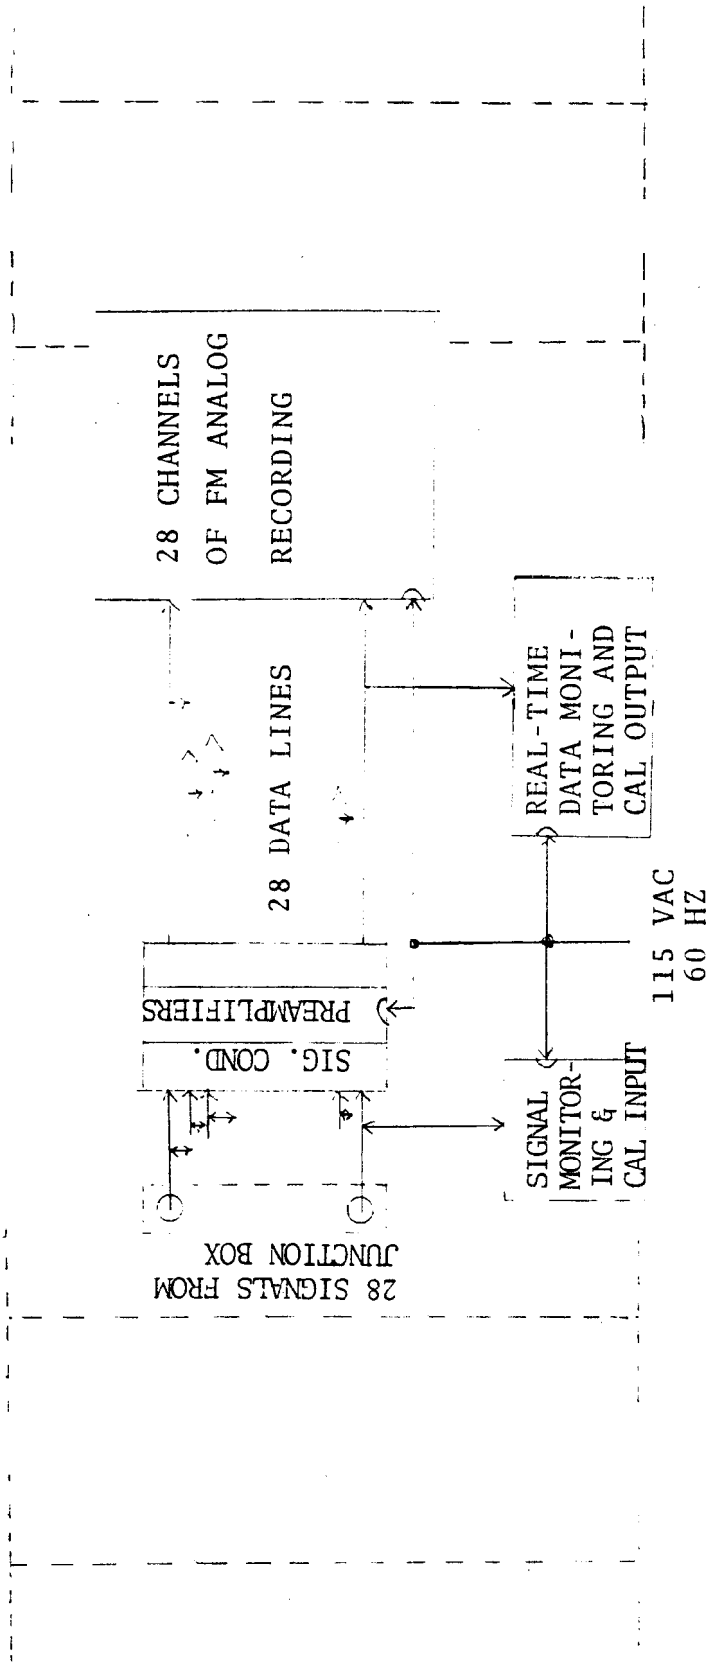 28 SIGNALS FROM
JUNCTION BOX
SIG. COND.
PREAMPLIFIERS
28 DATA LINES
28 CHANNELS
OF FM ANALOG
RECORDING
SIGNAL
MONITOR-
ING &
CAL INPUT
115 VAC
60 HZ
REAL-TIME
DATA MONI-
TORING AND
CAL OUTPUT